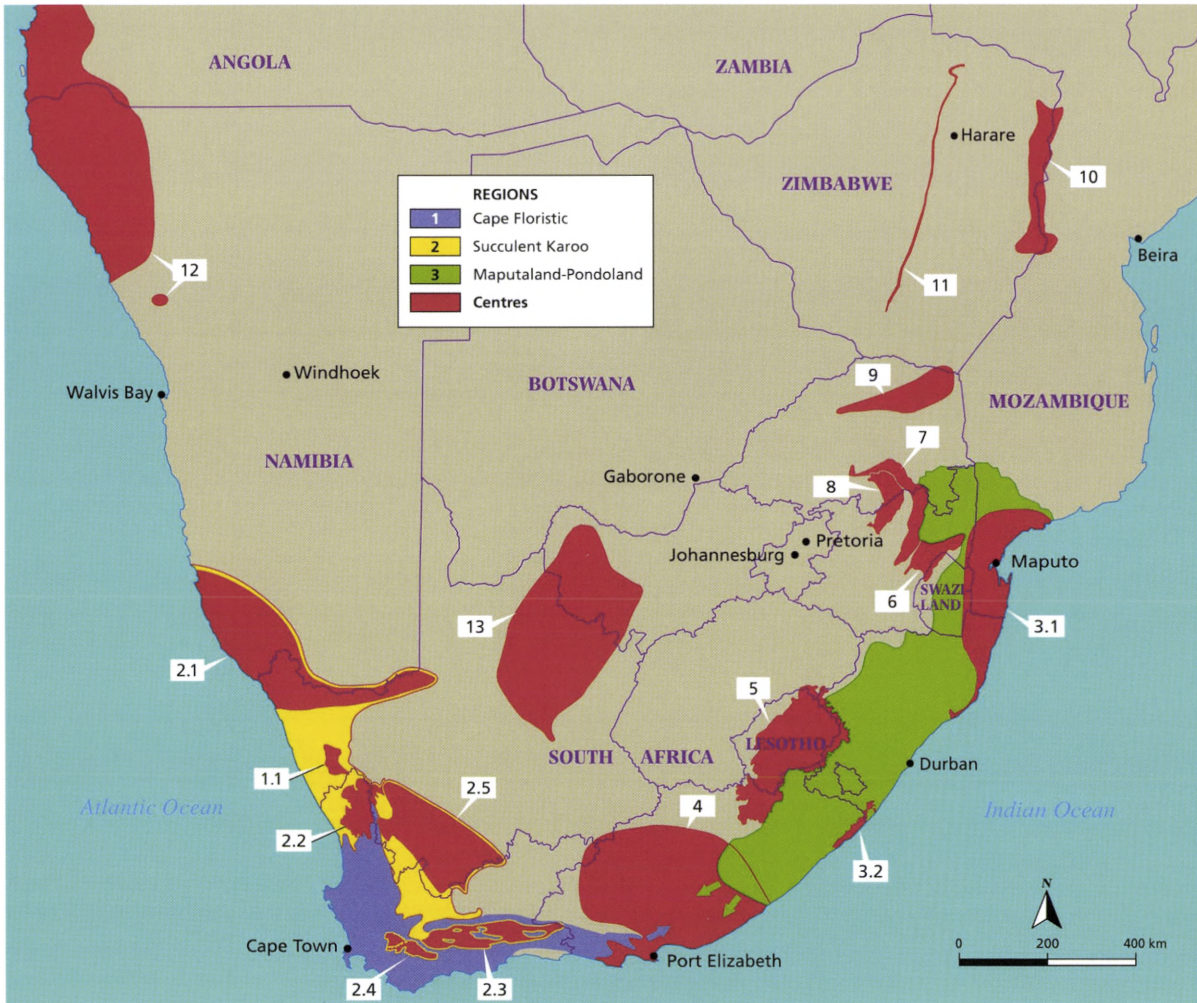 ANGOLA
ZAMBIA
Harare
ZIMBABWE
10
REGIONS
1 Cape Floristic
2 Succulent Karoo
3 Maputaland-Pondoland
Centres
Beira
12
11
Windhoek
Walvis Bay
BOTSWANA
9
MOZAMBIQUE
NAMIBIA
7
Gaborone
8
Pretoria
Johannesburg
Maputo
SWAZI
LAND
6
13
3.1
2.1
5
LESOTHO
SOUTH AFRICA
Durban
1.1
2.5
Atlantic Ocean
4
Indian Ocean
2.2
3.2
N
Cape Town
0 200 400 km
Port Elizabeth
2.4
2.3